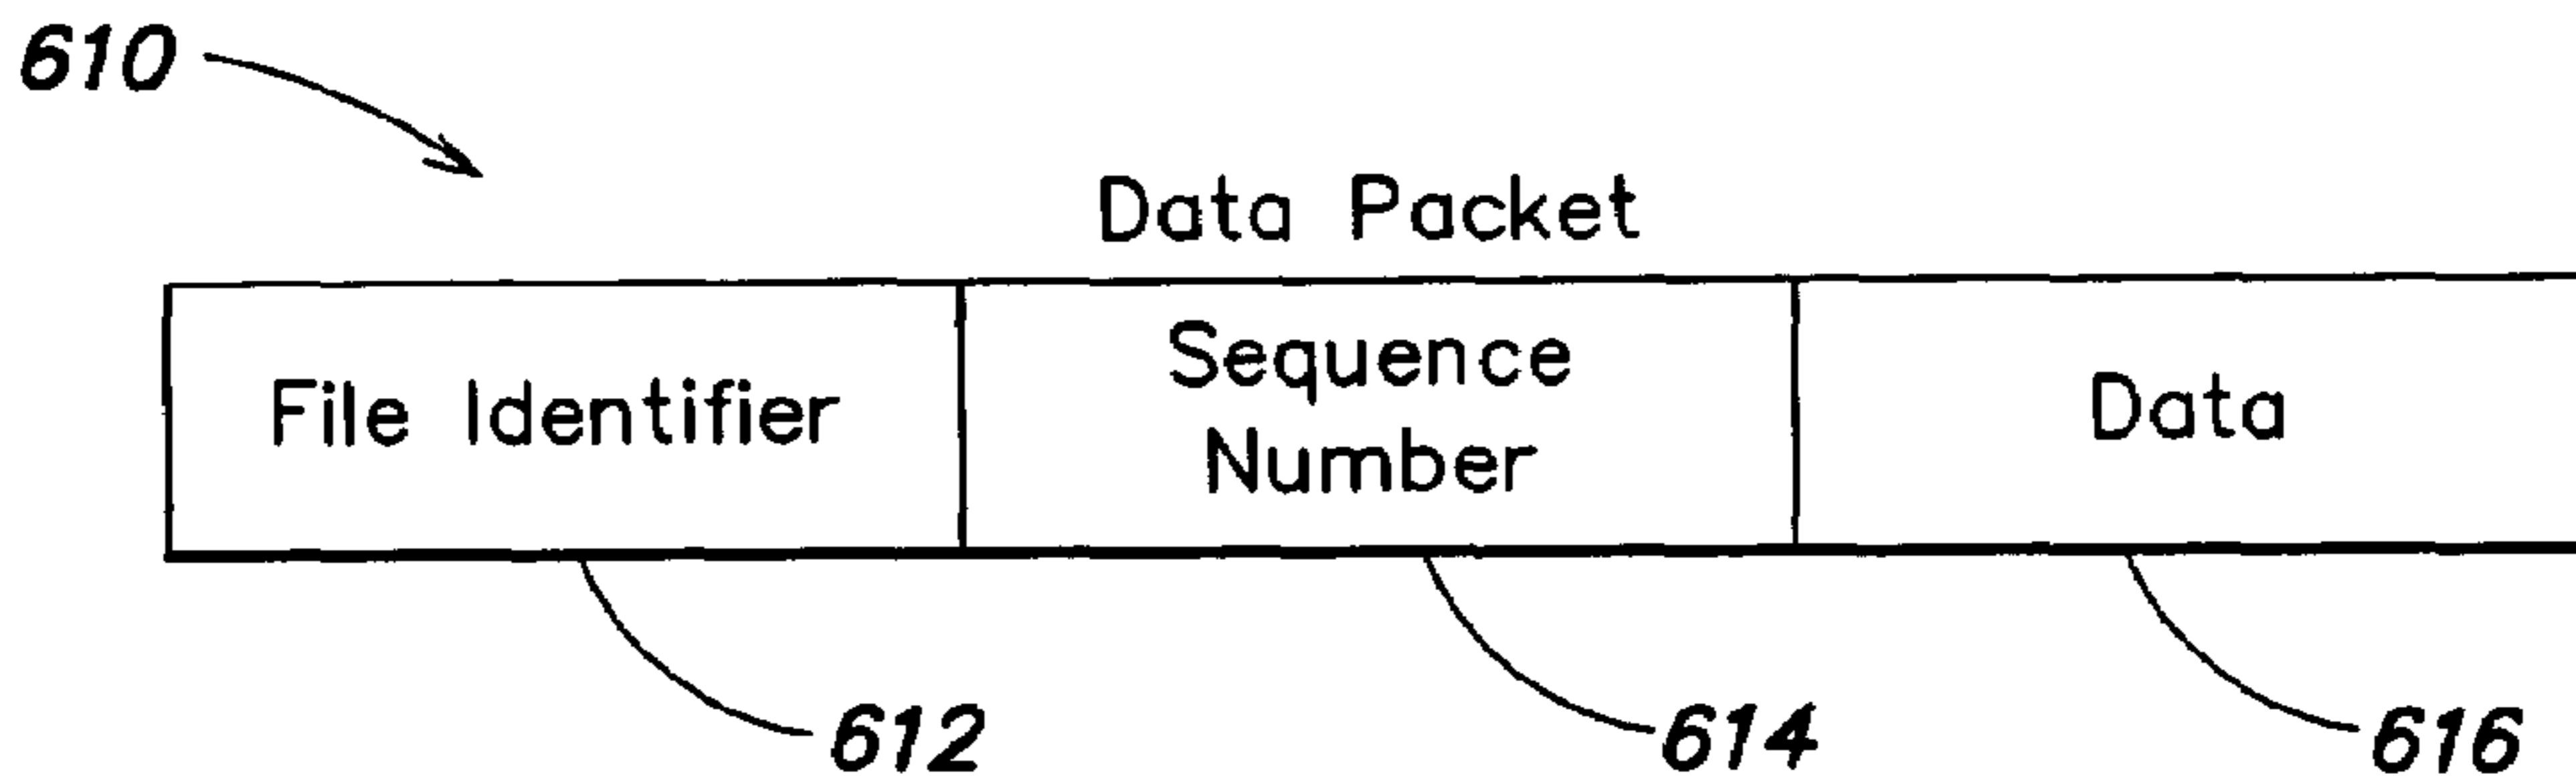 610
Data Packet
File Identifier
Sequence
Number
Data
612
614
616